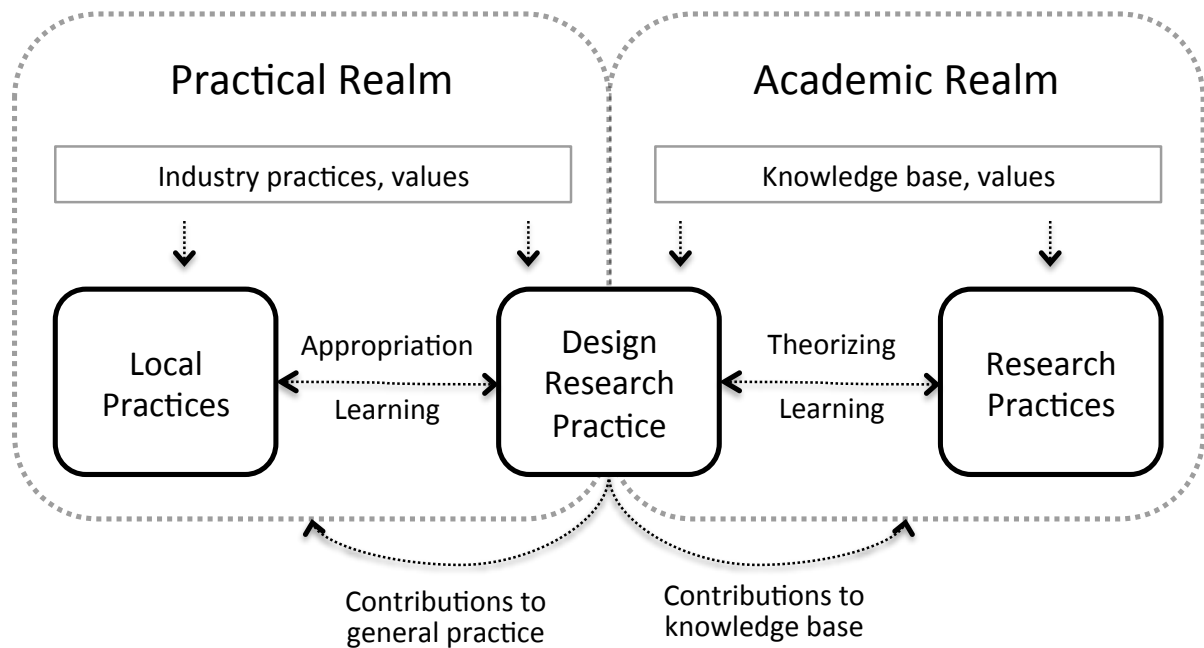 Practical Realm
Academic Realm
Industry practices, values
Knowledge base, values
Local
Practices
Appropriation
Learning
Design
Research
Practice
Theorizing
Learning
Research
Practices
Contributions to
general practice
Contributions to
knowledge base